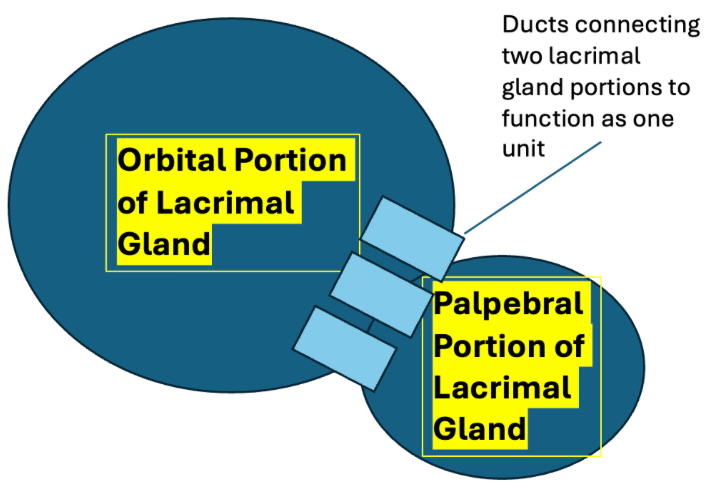 Ducts connecting
two lacrimal
gland portions to
function as one
unit
Orbital Portion
of Lacrimal
Gland
Palpebral
Portion of
Lacrimal
Gland